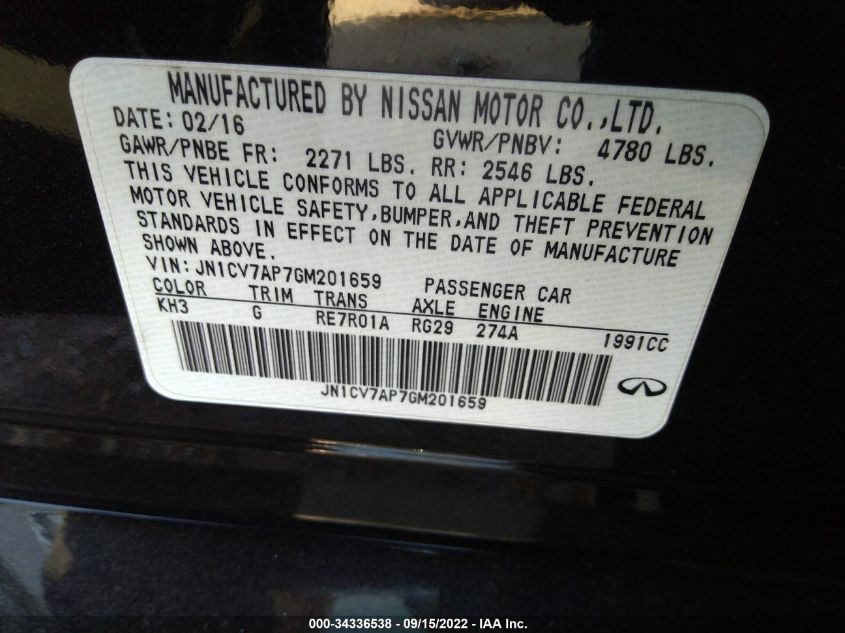 MANUFACTURED BY NISSAN MOTOR CO.,LTD.
DATE: 02/16 GVWR/PNBV: 4780 LBS.
GAWR/PNBE FR: 2271 LBS. RR: 2546 LBS.
THIS VEHICLE CONFORMS TO ALL APPLICABLE FEDERAL
MOTOR VEHICLE SAFETY,BUMPER,AND THEFT PREVENTION
STANDARDS IN EFFECT ON THE DATE OF MANUFACTURE
SHOWN ABOVE.
VIN: JN1CV7AP7GM201659 PASSENGER CAR
COLOR TRIM TRANS AXLE ENGINE
KH3 G RE7R01A RG29 274A 1991CC
JN1CV7AP7GM201659
000-34336538 - 09/15/2022 - IAA Inc.